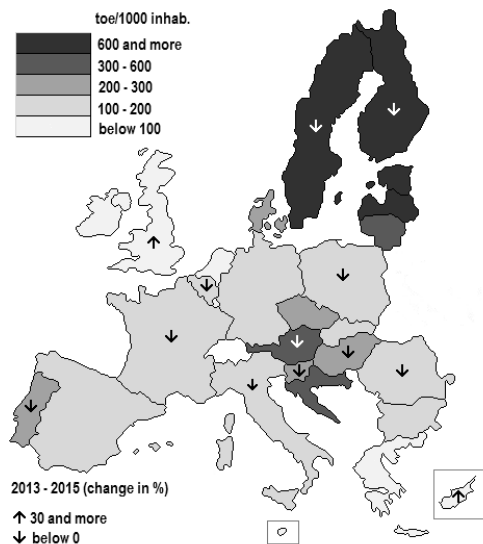 toe/1000 inhab.
600 and more
300 - 600
200 - 300
100 - 200
below 100
2013 - 2015 (change in %)
↑ 30 and more
↓ below 0